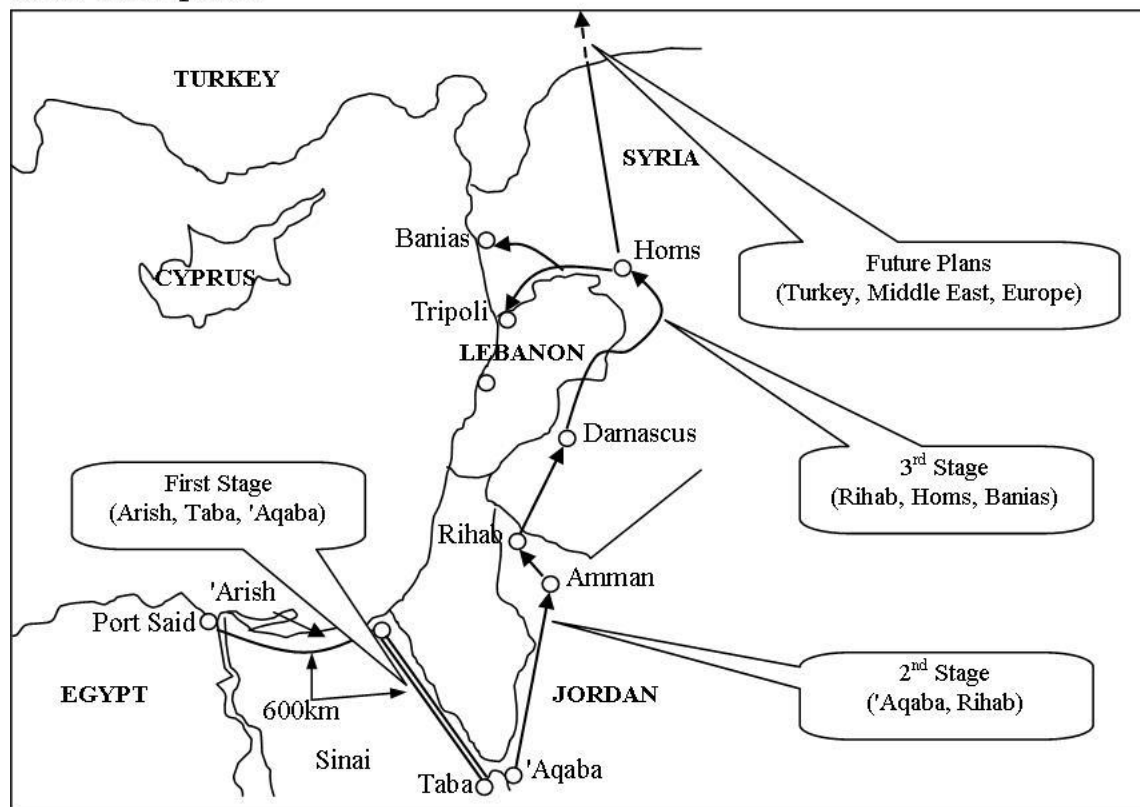 TURKEY
SYRIA
CYPRUS
Banias
Homs
Tripoli
LEBANON
Future Plans
(Turkey, Middle East, Europe)
Damascus
3rd Stage
(Rihab, Homs, Banias)
First Stage
(Arish, Taba, 'Aqaba)
Rihab
Amman
'Arish
Port Said
EGYPT
600km
JORDAN
2nd Stage
('Aqaba, Rihab)
Sinai
Taba
'Aqaba